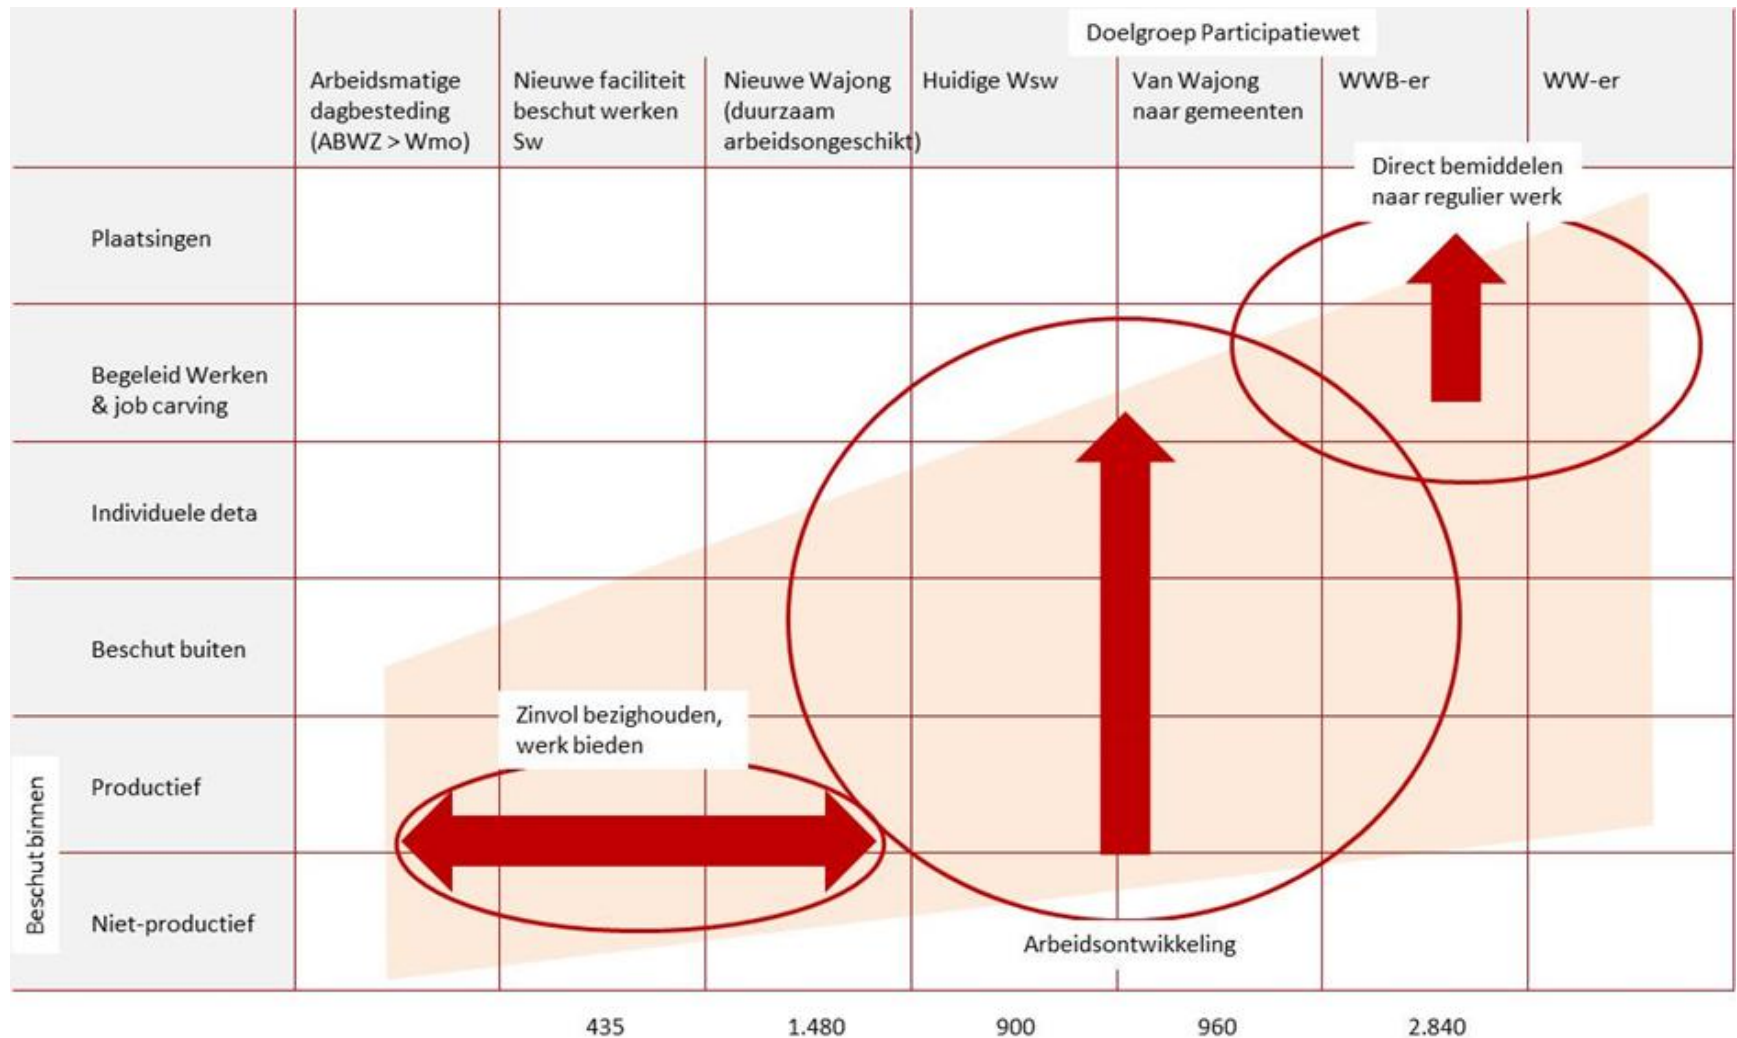 Doelgroep Participatiewet
Arbeidsmatige
dagbesteding
(ABWZ > Wmo)
Nieuwe faciliteit
beschut werken
Sw
Nieuwe Wajong
(duurzaam
arbeidsongeschikt)
Huidige Wsw
Van Wajong
naar gemeenten
WWB-er
WW-er
Direct bemiddelen
naar regulier werk
Plaatsingen
Begeleid Werken
& job carving
Individuele deta
Beschut buiten
Zinvol bezighouden,
werk bieden
Beschut binnen
Productief
Niet-productief
Arbeidsontwikkeling
435
1.480
900
960
2.840